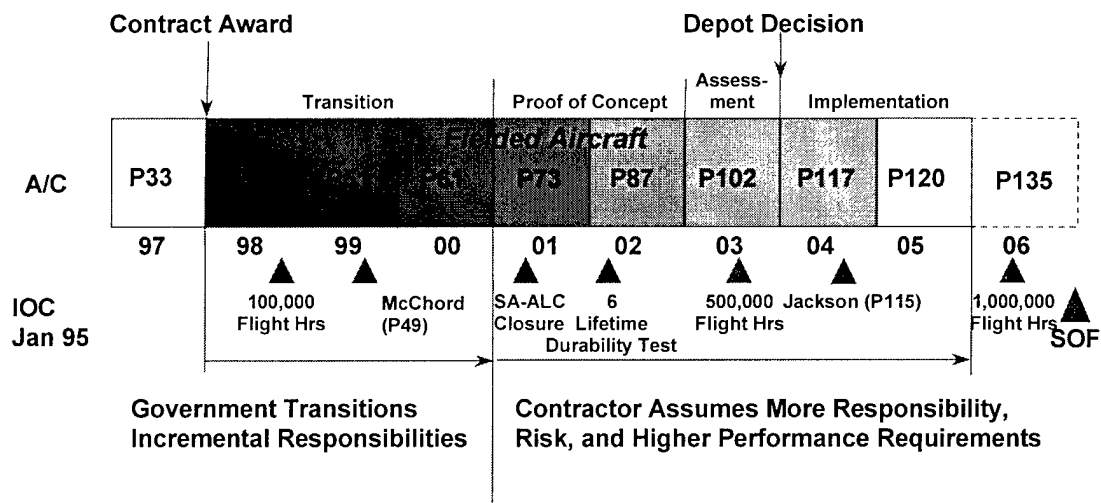 Contract Award
Depot Decision
Transition
Proof of Concept
Assess-
ment
Implementation
Fielded Aircraft
A/C
P33
P61
P73
P87
P102
P117
P120
P135
97
98
99
00
01
02
03
04
05
06
IOC
Jan 95
100,000
Flight Hrs
McChord
(P49)
SA-ALC
Closure
6
Lifetime
Durability Test
500,000
Flight Hrs
Jackson (P115)
1,000,000
Flight Hrs
SOF
Government Transitions
Incremental Responsibilities
Contractor Assumes More Responsibility,
Risk, and Higher Performance Requirements